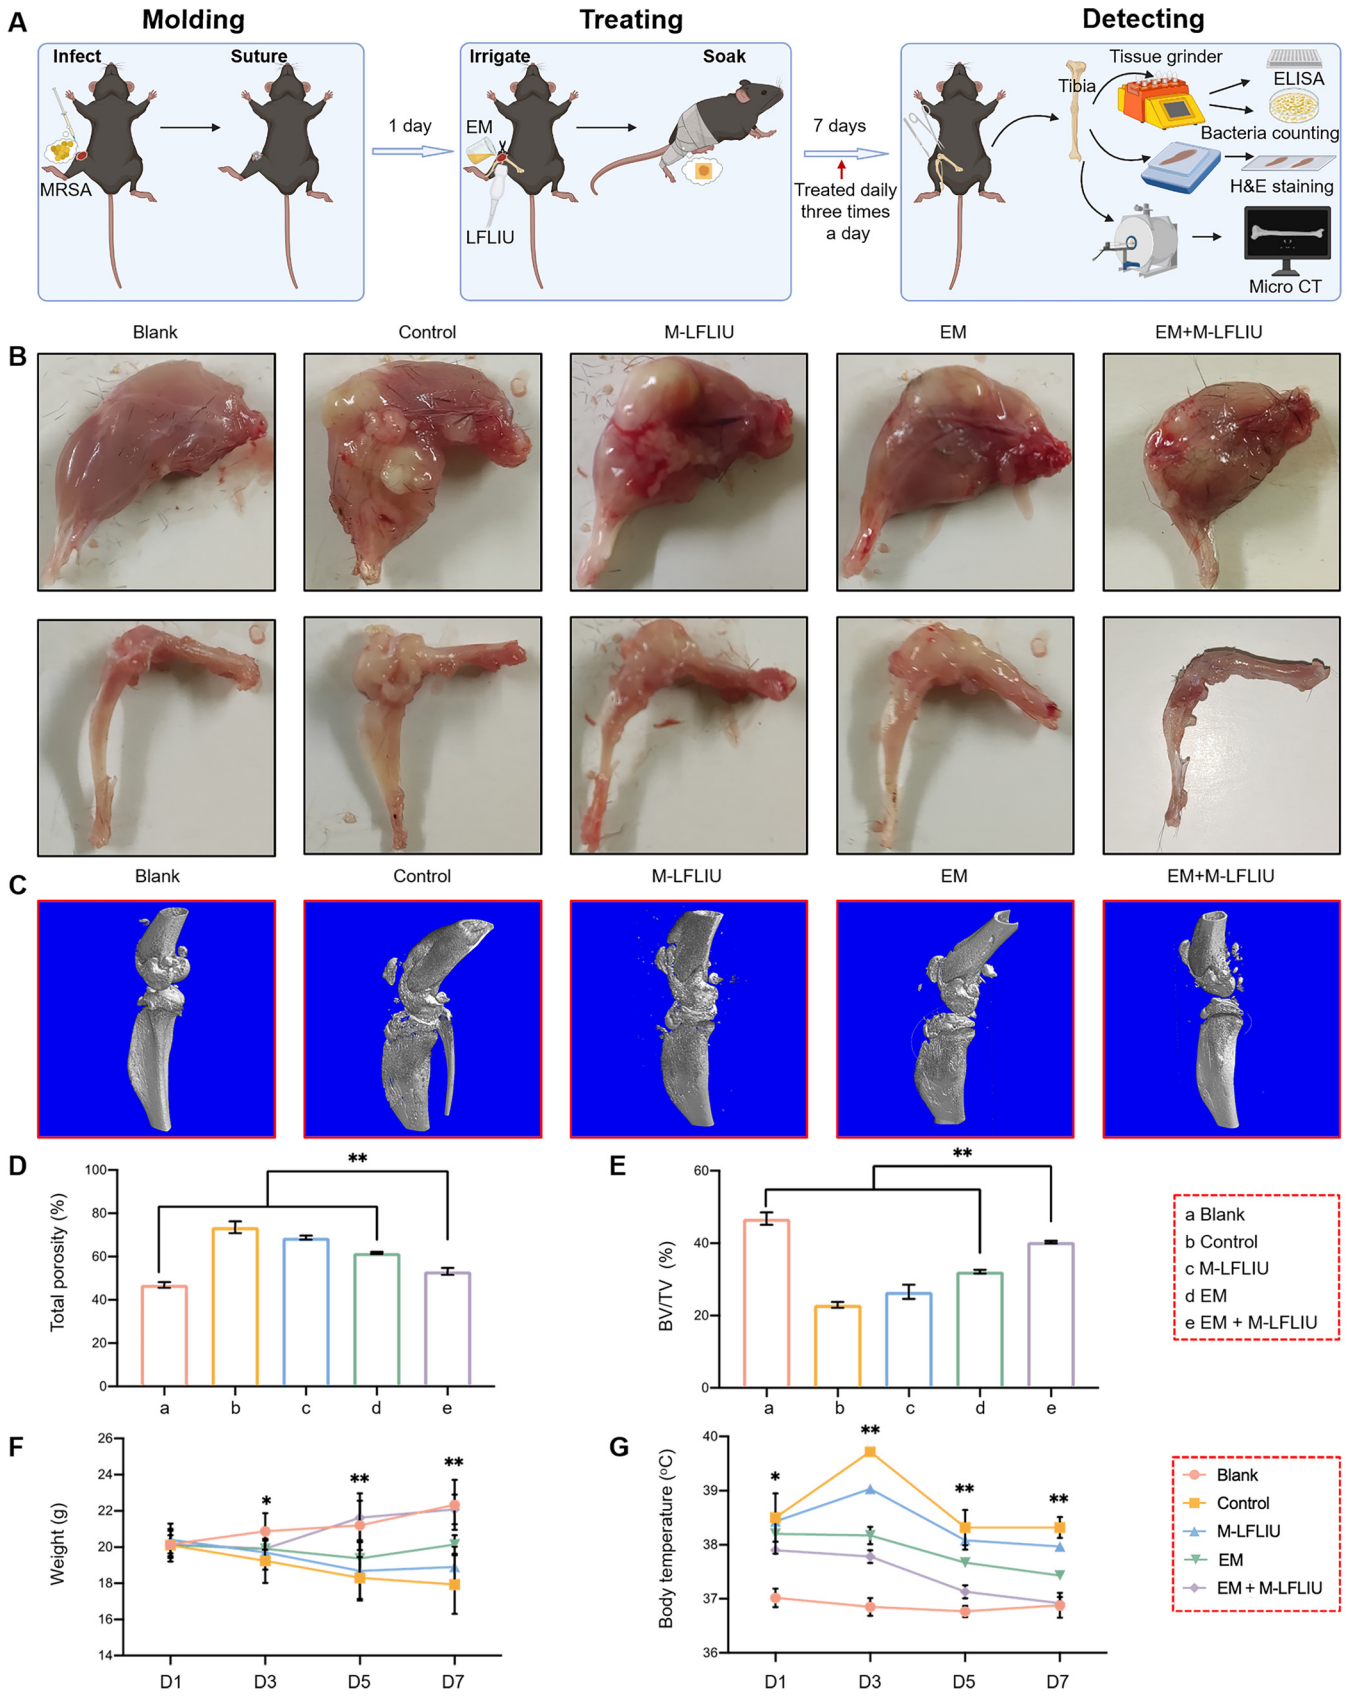 A
Molding
Treating
Detecting
Infect
Suture
MRSA
1 day
Irrigate
Soak
EM
LFLIU
7 days
Treated daily
three times
a day
Tissue grinder
Tibia
ELISA
Bacteria counting
H&E staining
Micro CT
B
Blank
Control
M-LFLIU
EM
EM+M-LFLIU
C
Blank
Control
M-LFLIU
EM
EM+M-LFLIU
D
Total porosity (%)
100
80
60
40
20
0
**
a
b
c
d
e
E
BV/TV (%)
60
40
20
0
**
a
b
c
d
e
a Blank
b Control
c M-LFLIU
d EM
e EM + M-LFLIU
F
Weight (g)
26
24
22
20
18
16
14
*
**
**
D1
D3
D5
D7
G
Body temperature (°C)
40
39
38
37
36
*
**
**
**
D1
D3
D5
D7
Blank
Control
M-LFLIU
EM
EM + M-LFLIU